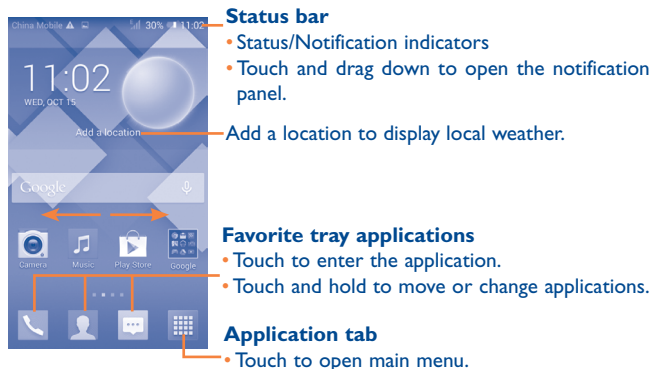 China Mobile 30% 11:02
Status bar
• Status/Notification indicators
• Touch and drag down to open the notification
panel.
11:02
WED, OCT 15
Add a location
Add a location to display local weather.
Google
Camera Music Play Store Google
Favorite tray applications
• Touch to enter the application.
• Touch and hold to move or change applications.
Application tab
• Touch to open main menu.